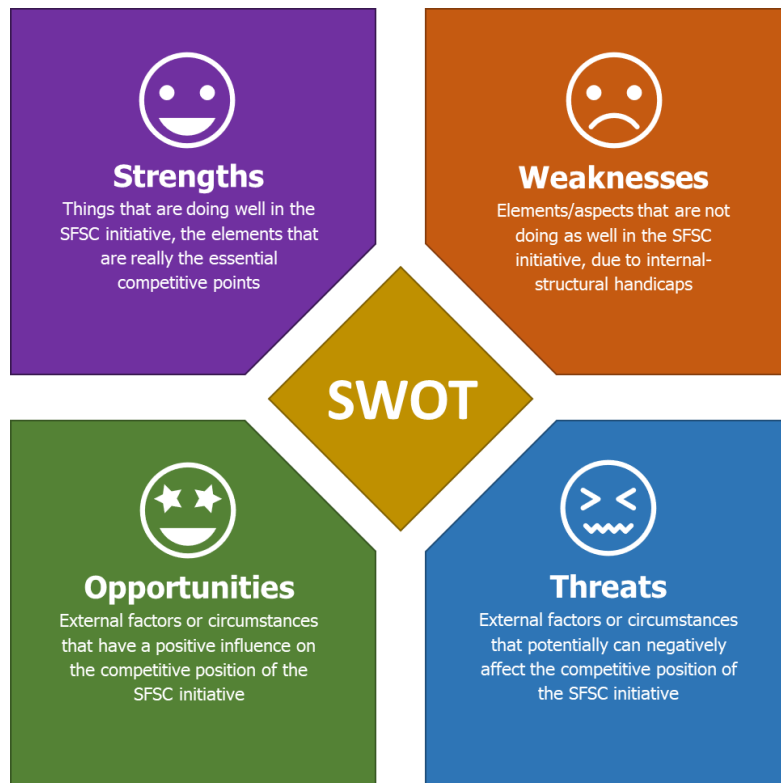 Strengths
Things that are doing well in the
SFSC initiative, the elements that
are really the essential
competitive points
Weaknesses
Elements/aspects that are not
doing as well in the SFSC
initiative, due to internal-
structural handicaps
SWOT
Opportunities
External factors or circumstances
that have a positive influence on
the competitive position of the
SFSC initiative
Threats
External factors or circumstances
that potentially can negatively
affect the competitive position of
the SFSC initiative